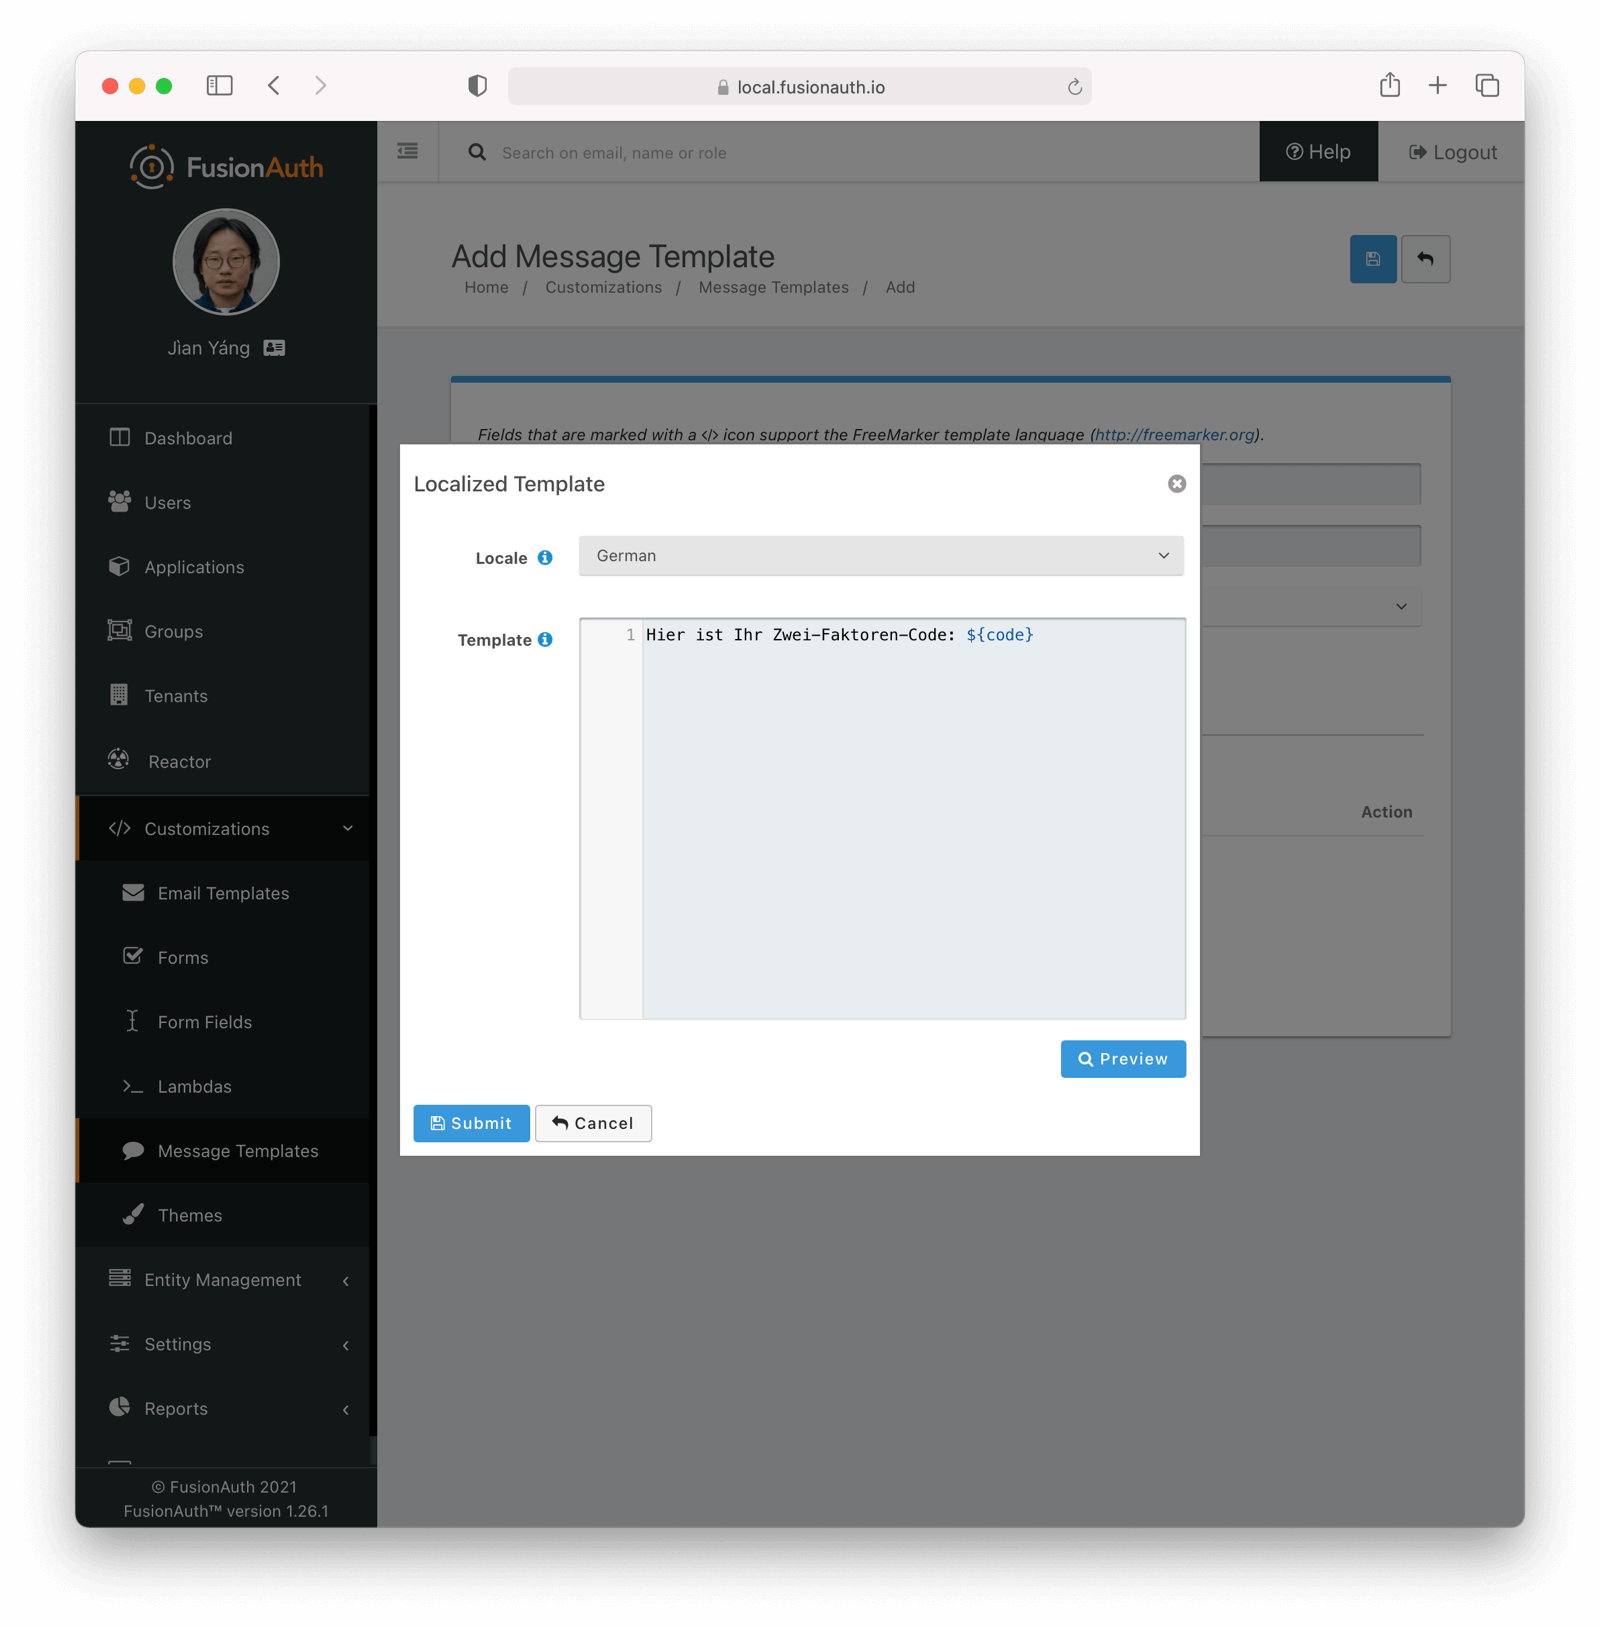 local.fusionauth.io
FusionAuth
Search on email, name or role
Help
Logout
Jìan Yáng
Add Message Template
Home / Customizations / Message Templates / Add
Dashboard
Users
Applications
Groups
Tenants
Reactor
Customizations
Email Templates
Forms
Form Fields
Lambdas
Message Templates
Themes
Entity Management
Settings
Reports
© FusionAuth 2021
FusionAuth™ version 1.26.1
Fields that are marked with a </> icon support the FreeMarker template language (http://freemarker.org).
Action
Localized Template
Locale
German
Template
1 Hier ist Ihr Zwei-Faktoren-Code: ${code}
Preview
Submit
Cancel